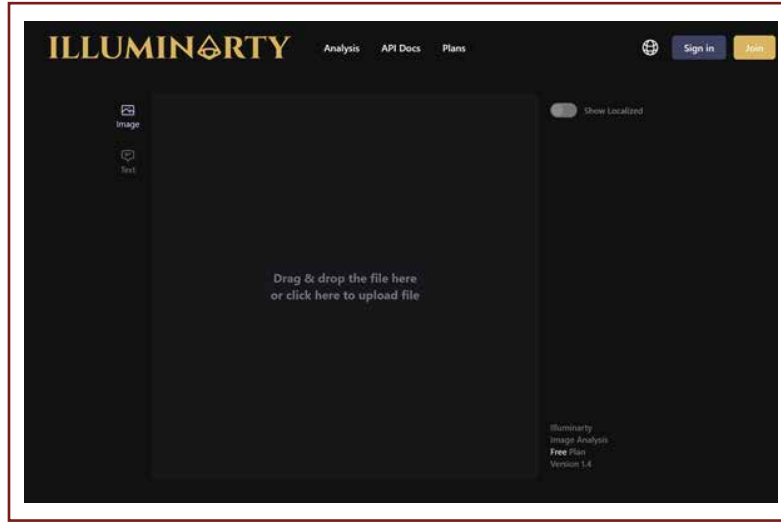 ILLUMINARTY
Analysis API Docs Plans
Sign in Join
Image
Text
Show Localized
Drag & drop the file here
or click here to upload file
Illuminarty
Image Analysis
Free Plan
Version 1.4